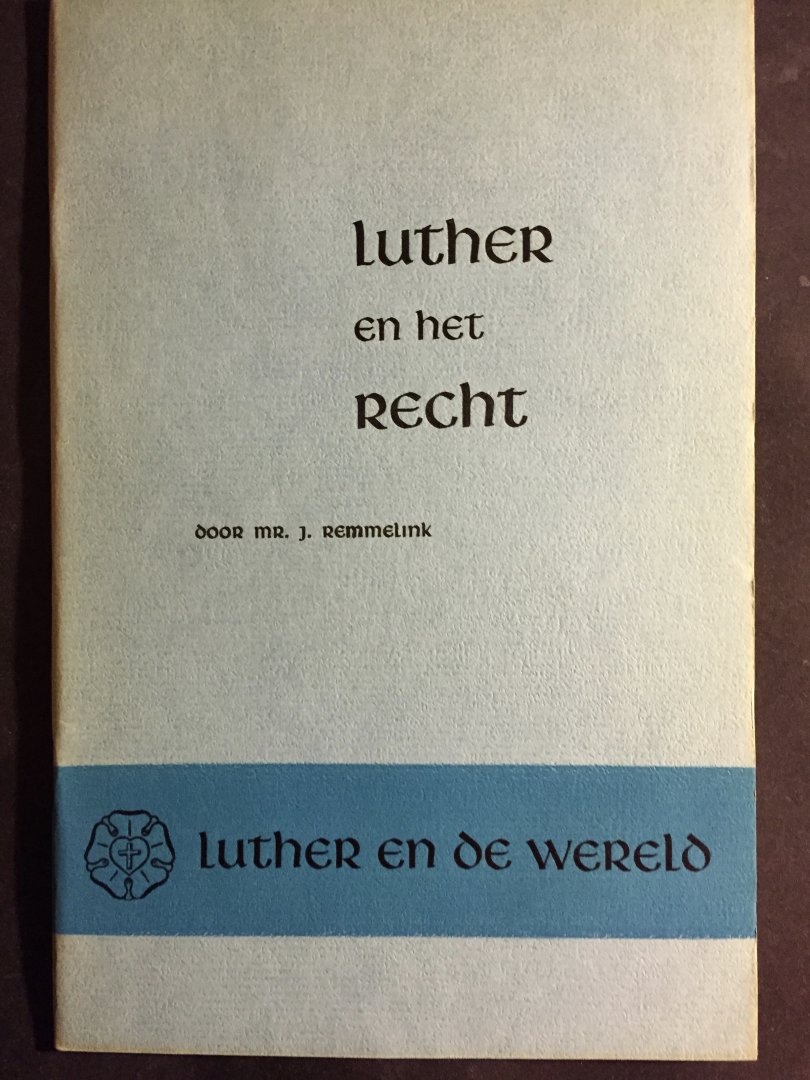 Luther
en het
Recht
door mr. J. Remmelink
Luther en de wereld